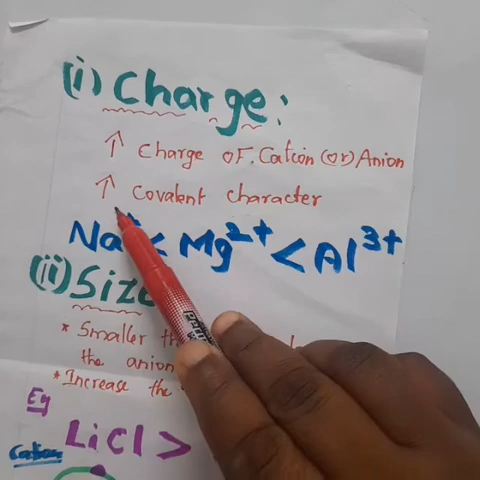 (i) Charge:
↑ Charge of. Cation (or) Anion
↑ Covalent character
Na⁺ < Mg²⁺ < Al³⁺
(ii) Size
* Smaller
the anion
* Increase the
Eg
LiCl >
Cation